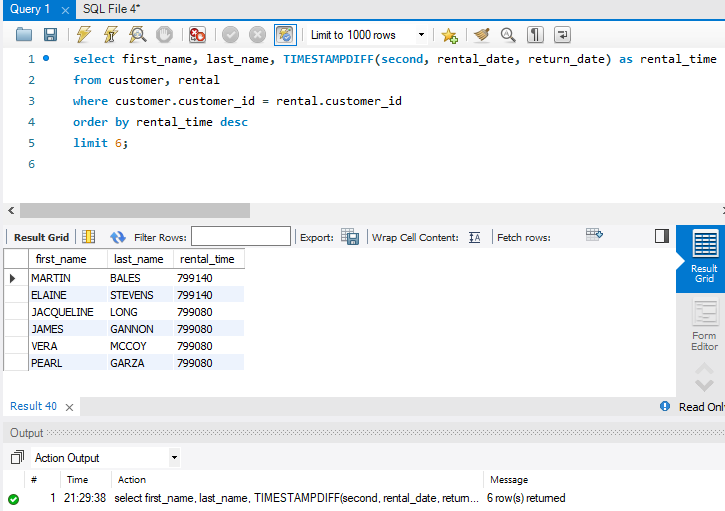 Query 1 SQL File 4*
Limit to 1000 rows
1 select first_name, last_name, TIMESTAMPDIFF(second, rental_date, return_date) as rental_time
2 from customer, rental
3 where customer.customer_id = rental.customer_id
4 order by rental_time desc
5 limit 6;
6
Result Grid Filter Rows: Export: Wrap Cell Content: Fetch rows:
first_name last_name rental_time
MARTIN BALES 799140
ELAINE STEVENS 799140
JACQUELINE LONG 799080
JAMES GANNON 799080
VERA MCCOY 799080
PEARL GARZA 799080
Result
Grid
Form
Editor
Result 40 Read Onl
Output
Action Output
# Time Action Message
1 21:29:38 select first_name, last_name, TIMESTAMPDIFF(second, rental_date, return... 6 row(s) returned